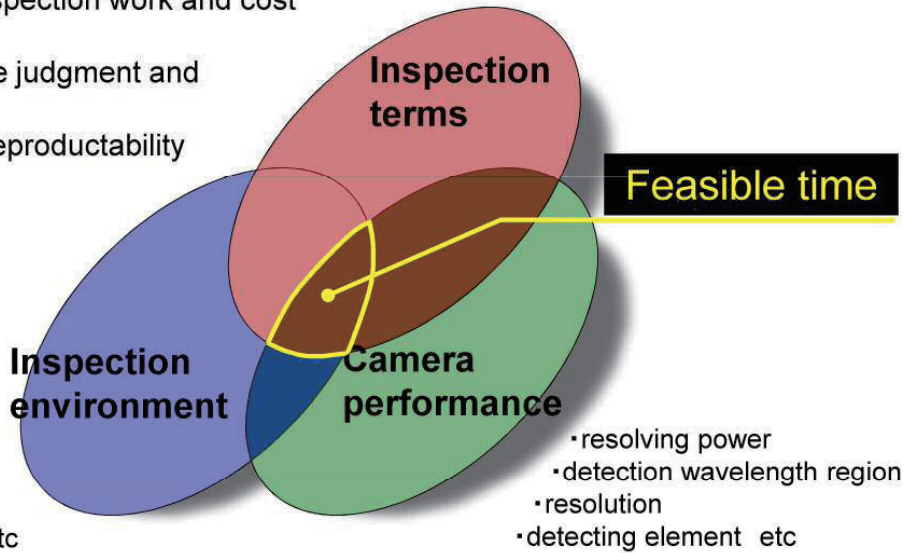 spection work and cost
e judgment and
eproductability
Inspection
terms
Feasible time
Inspection
environment
Camera
performance
・resolving power
・detection wavelength region
・resolution
・detecting element etc
tc